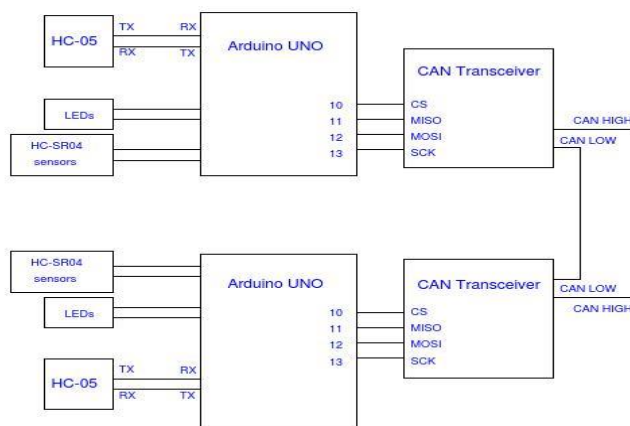 TX RX
HC-05
RX TX
Arduino UNO
CAN Transceiver
LEDs
HC-SR04
sensors
10 CS
11 MISO
12 MOSI
13 SCK
CAN HIGH
CAN LOW
HC-SR04
sensors
Arduino UNO
CAN Transceiver
CAN LOW
CAN HIGH
LEDs
10 CS
11 MISO
12 MOSI
13 SCK
TX RX
HC-05
RX TX